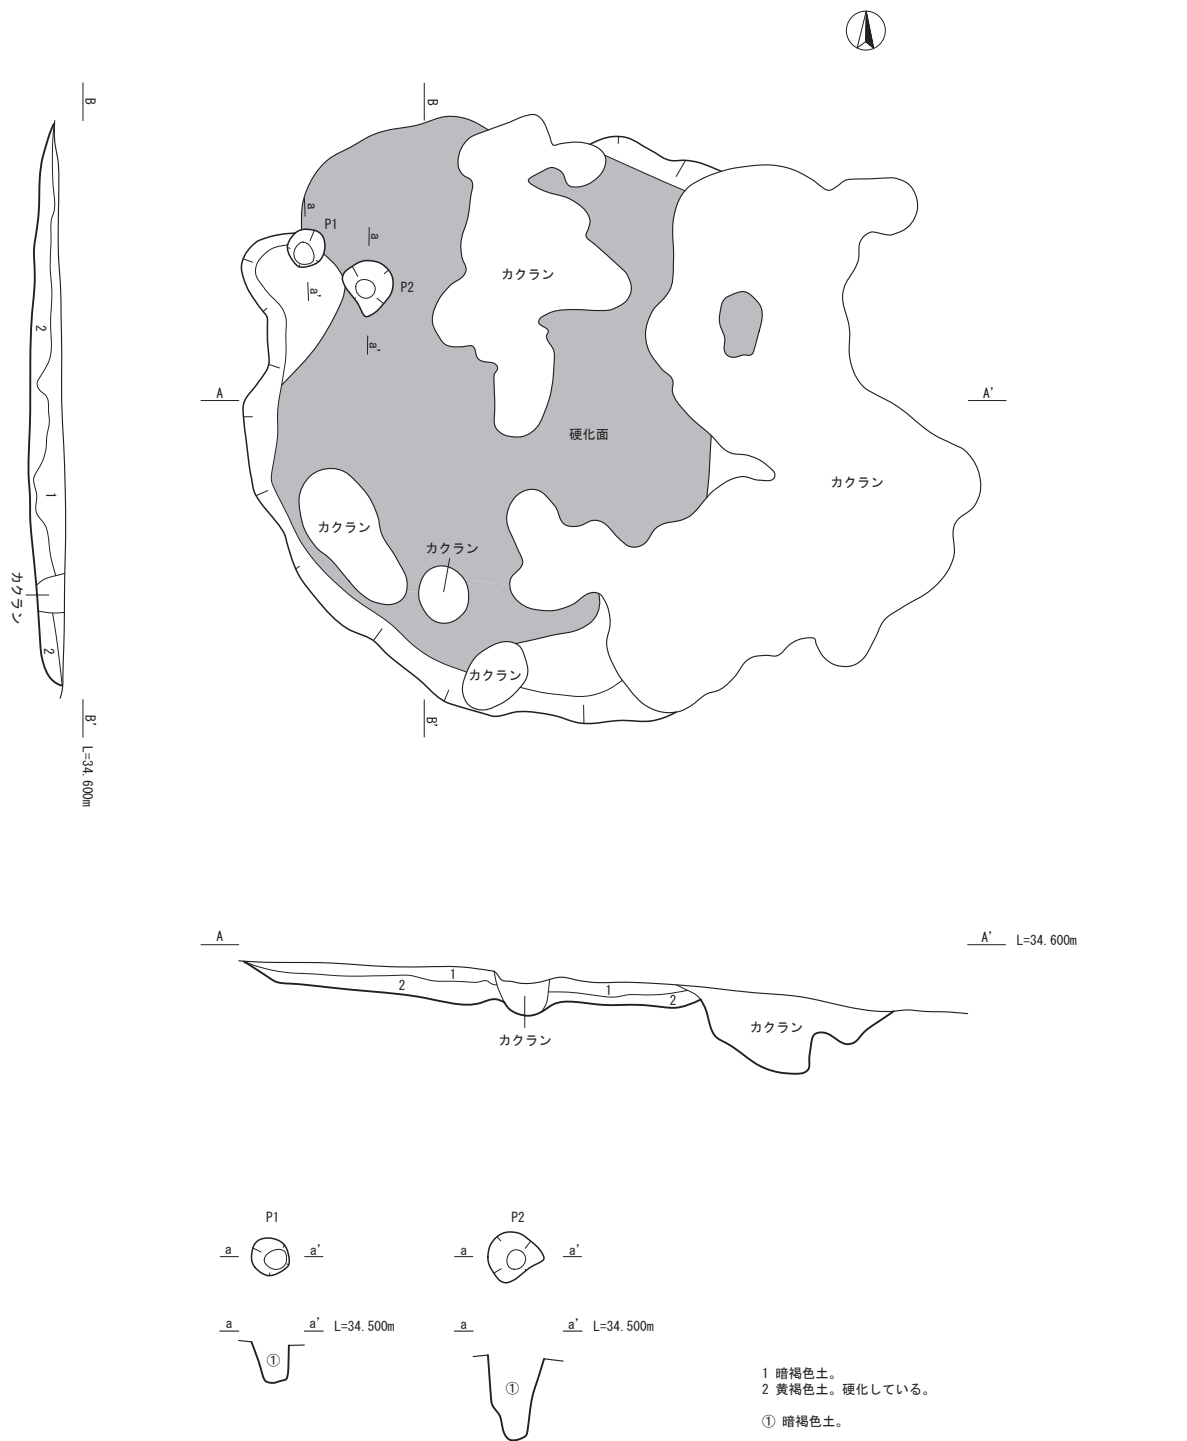 B
B
a
P1
a
a'
P2
a'
カクラン
2
A
A'
硬化面
1
カクラン
カクラン
カクラン
カクラン
2
カクラン
B'
B'
L=34.600m
A
A'
L=34.600m
1
2
1
2
カクラン
カクラン
P1
P2
a
a'
a
a'
a
a'
L=34.500m
a
a'
L=34.500m
①
①
1 暗褐色土。
2 黄褐色土。硬化している。
① 暗褐色土。